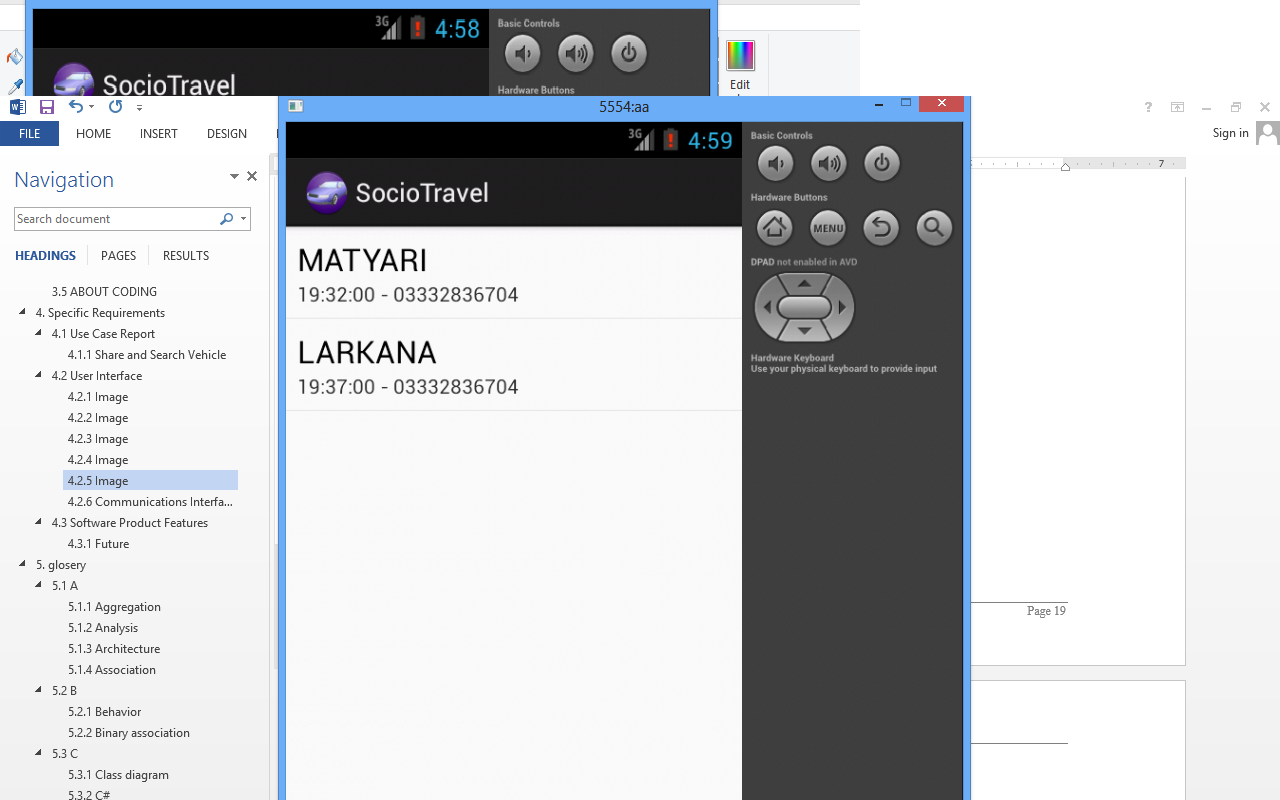 3G 4:58
Basic Controls
SocioTravel
Hardware Buttons
Edit
5554:aa
FILE HOME INSERT DESIGN
Sign in
Navigation
Search document
HEADINGS PAGES RESULTS
3.5 ABOUT CODING
4. Specific Requirements
4.1 Use Case Report
4.1.1 Share and Search Vehicle
4.2 User Interface
4.2.1 Image
4.2.2 Image
4.2.3 Image
4.2.4 Image
4.2.5 Image
4.2.6 Communications Interfa...
4.3 Software Product Features
4.3.1 Future
5. glosery
5.1 A
5.1.1 Aggregation
5.1.2 Analysis
5.1.3 Architecture
5.1.4 Association
5.2 B
5.2.1 Behavior
5.2.2 Binary association
5.3 C
5.3.1 Class diagram
5.3.2 C#
3G 4:59
SocioTravel
MATYARI
19:32:00 - 03332836704
LARKANA
19:37:00 - 03332836704
Basic Controls
Hardware Buttons
MENU
DPAD not enabled in AVD
Hardware Keyboard
Use your physical keyboard to provide input
7
Page 19